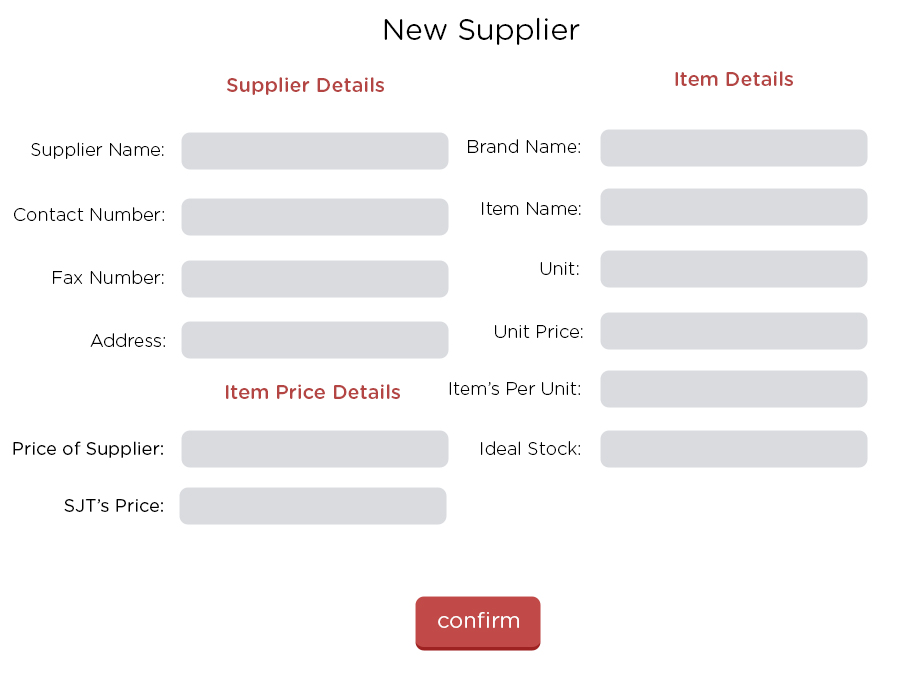 New Supplier
Supplier Details
Supplier Name:
Contact Number:
Fax Number:
Address:
Item Price Details
Price of Supplier:
SJT’s Price:
Item Details
Brand Name:
Item Name:
Unit:
Unit Price:
Item’s Per Unit:
Ideal Stock:
confirm